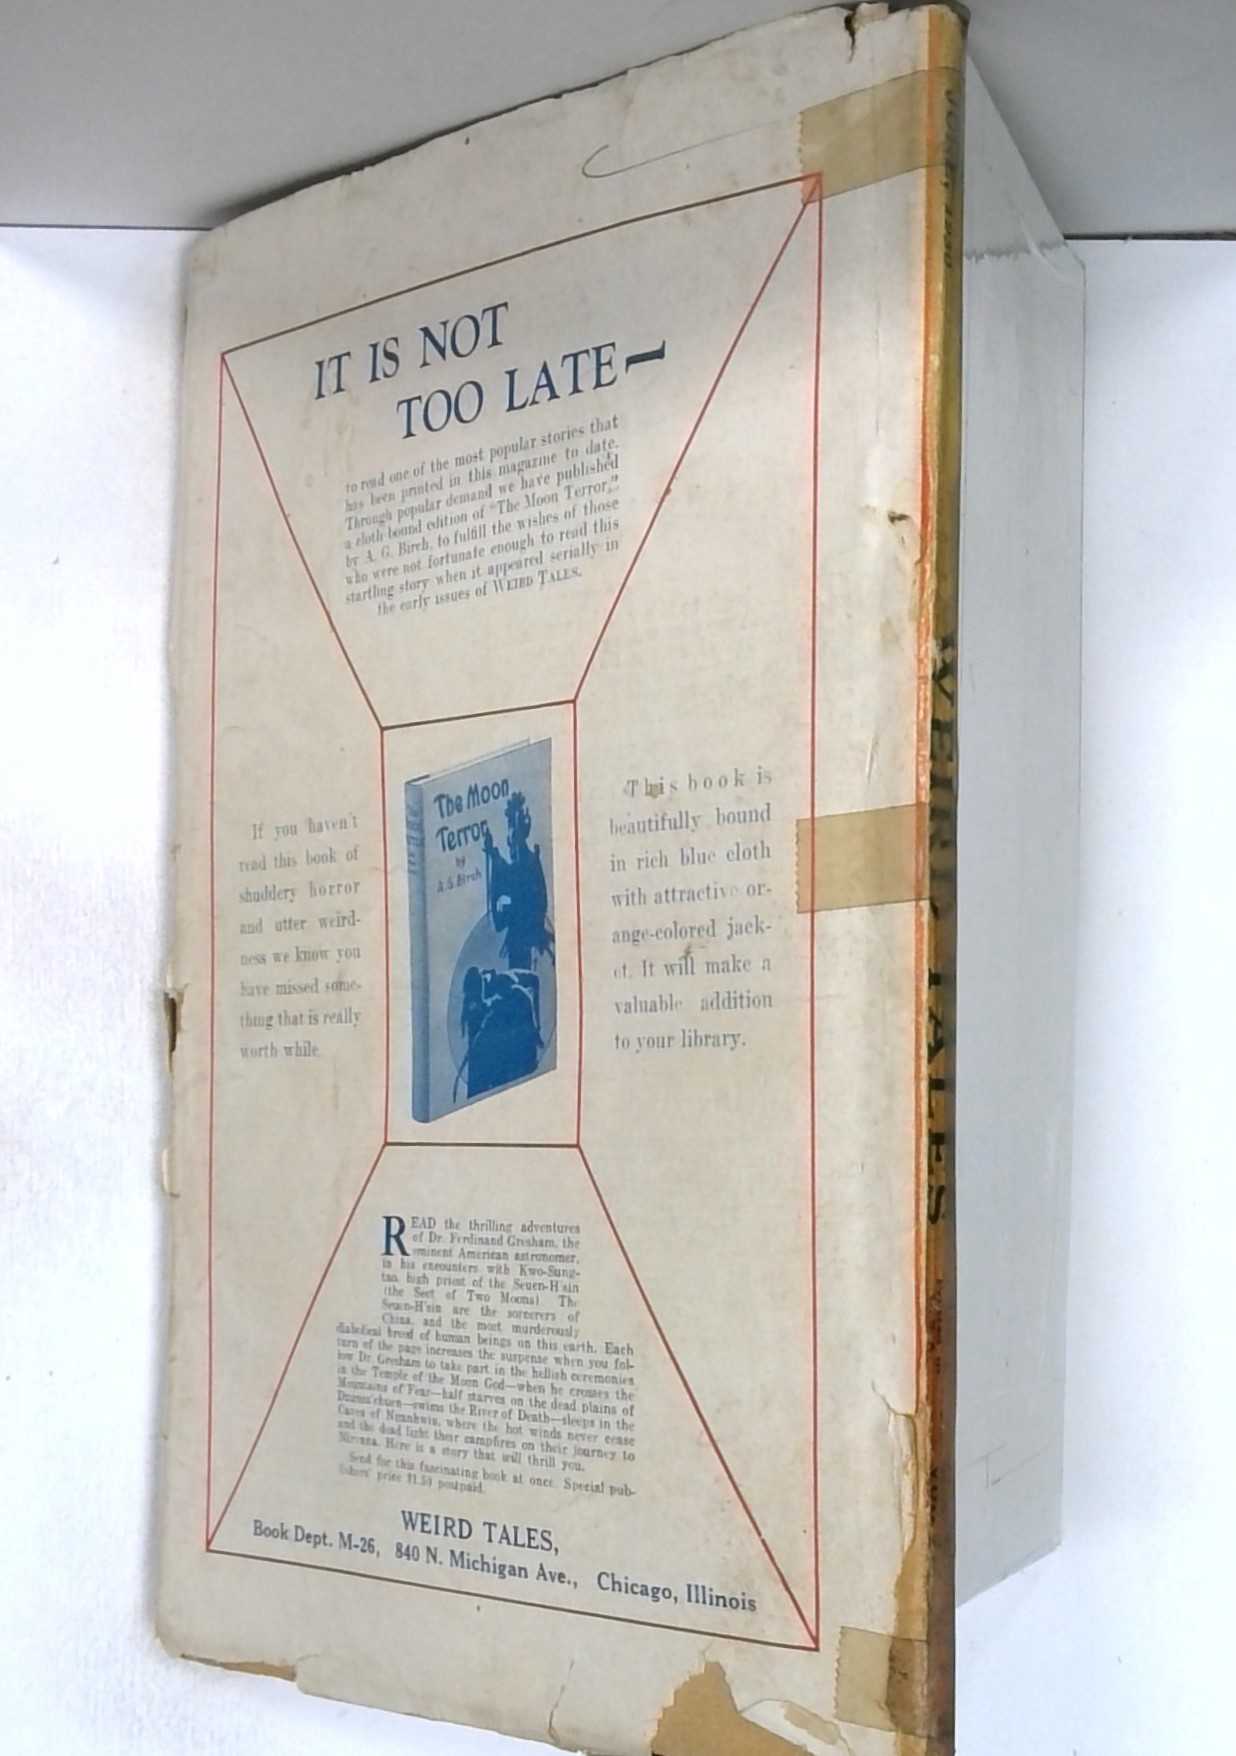 IT IS NOT
TOO LATE—
to read one of the most popular stories that
has been printed in this magazine to date.
Through popular demand we have published
a cloth bound edition of "The Moon Terror,"
by A. G. Birch, to fulfill the wishes of those
who were not fortunate enough to read this
startling story when it appeared serially in
the early issues of WEIRD TALES.
If you haven't
read this book of
shuddery horror
and utter weird-
ness we know you
have missed some-
thing that is really
worth while.
The Moon
Terror
by
A.G. Birch
This book is
beautifully bound
in rich blue cloth
with attractive or-
ange-colored jack-
et. It will make a
valuable addition
to your library.
READ the thrilling adventures
of Dr. Ferdinand Gresham, the
eminent American astronomer,
in his encounters with Kwo-Sung-
tao, high priest of the Seuen-H'sin
(the Sect of Two Moons). The
Seuen-H'sin are the sorcerers of
China, and the most murderously
diabolical breed of human beings on this earth. Each
turn of the page increases the suspense when you fol-
low Dr. Gresham to take part in the hellish ceremonies
in the Temple of the Moon God—when he crosses the
Mountains of Fear—half starves on the dead plains of
swims the River of Death—sleeps in the
Caves of Nganhwin, where the hot winds never cease
and the dead light their campfires on their journey to
Nirvana. Here is a story that will thrill you.
Send for this fascinating book at once. Special pub-
lishers' price $1.50 postpaid.
WEIRD TALES,
Book Dept. M-26, 840 N. Michigan Ave., Chicago, Illinois
WEIRD TALES